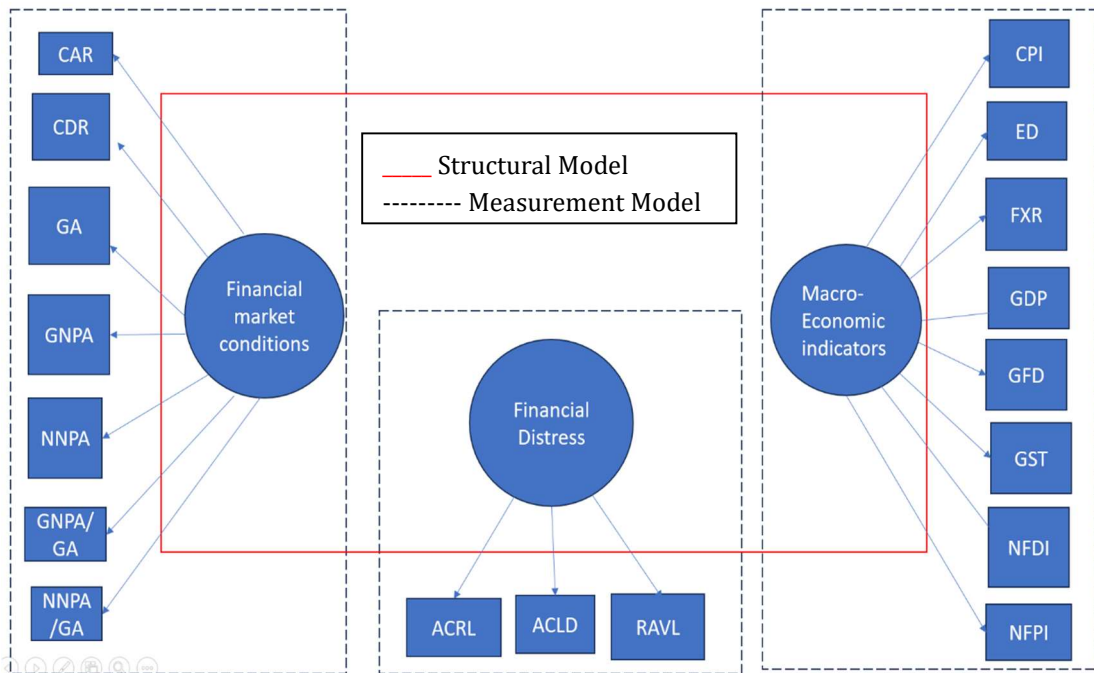 CAR
CDR
GA
GNPA
NNPA
GNPA/
GA
NNPA
/GA
Financial
market
conditions
_____ Structural Model
--------- Measurement Model
Financial
Distress
ACRL
ACLD
RAVL
Macro-
Economic
indicators
CPI
ED
FXR
GDP
GFD
GST
NFDI
NFPI